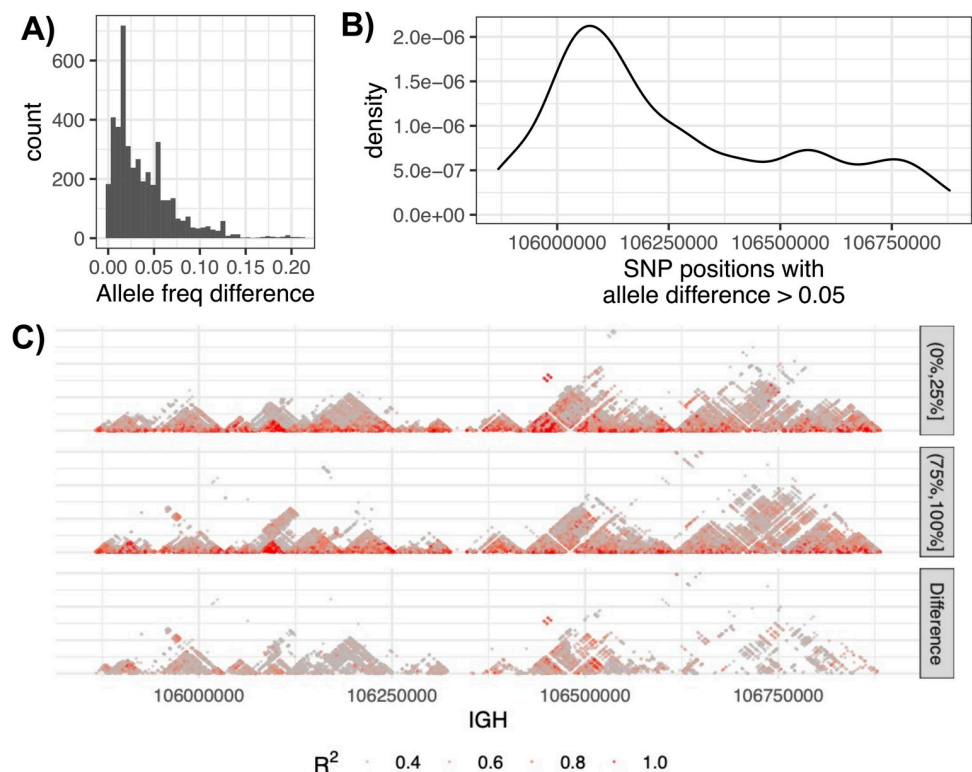 A)
600
400
200
0
count
0.00 0.05 0.10 0.15 0.20
Allele freq difference
B)
2.0e−06
1.5e−06
1.0e−06
5.0e−07
0.0e+00
density
106000000 106250000 106500000 106750000
SNP positions with
allele difference > 0.05
C)
(0%,25%]
(75%,100%]
Difference
106000000 106250000 106500000 106750000
IGH
R² 0.4 0.6 0.8 1.0